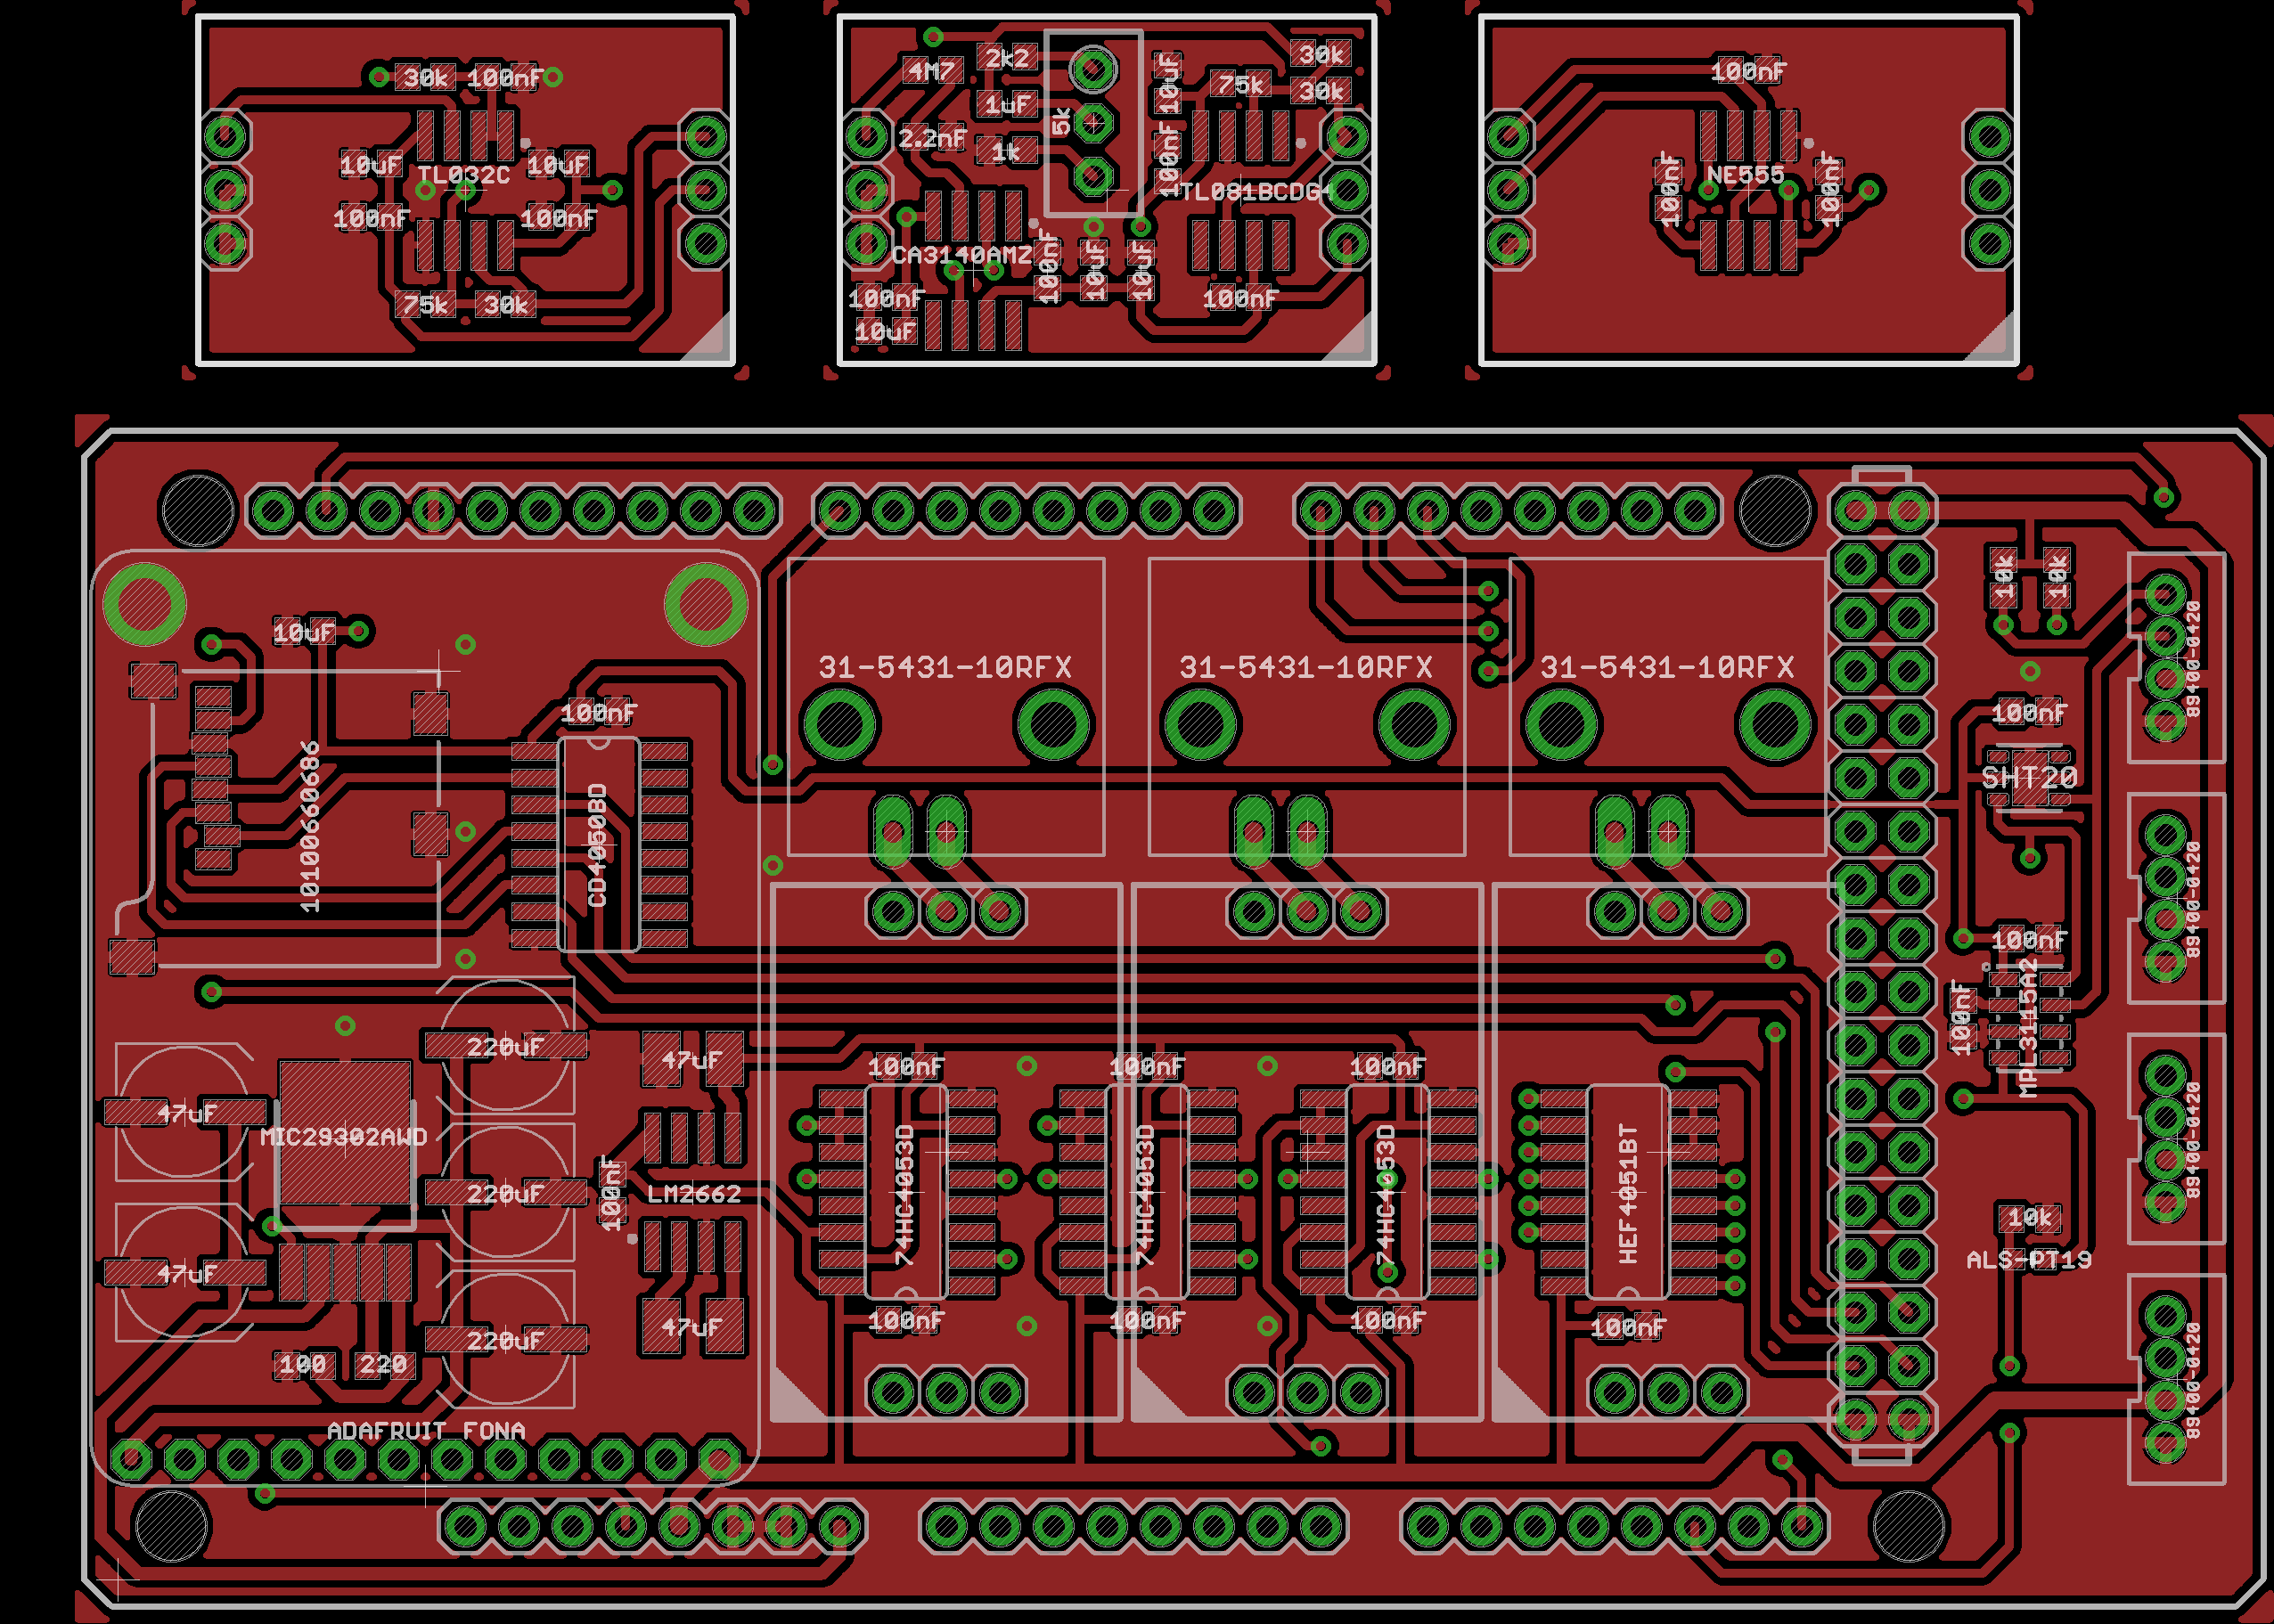 30k 100nF
10uF 10uF
TL032C
100nF 100nF
75k 30k
4M7 2k2 10uF 75k 30k
1uF 30k
5k
2.2nF 1k 100nF
TL081BCDG4
CA3140AMZ 100nF 10uF 10uF
100nF 100nF
10uF
100nF
NE555
100nF 100nF
10uF
31-5431-10RFX 31-5431-10RFX 31-5431-10RFX
10k 10k
89400-0420
100nF
100nF
SHT20
1010066068 6
CD4050BD
89400-0420
100nF
100nF
MPL3115A2
220uF 47uF
100nF 100nF 100nF
47uF
MIC29302AWD
89400-0420
220uF
100nF
LM2662
74HC4053D 74HC4053D 74HC4053D HEF4051BT
10k
ALS-PT19
47uF
220uF 47uF
100nF 100nF 100nF 100nF
100 220
89400-0420
ADAFRUIT FONA